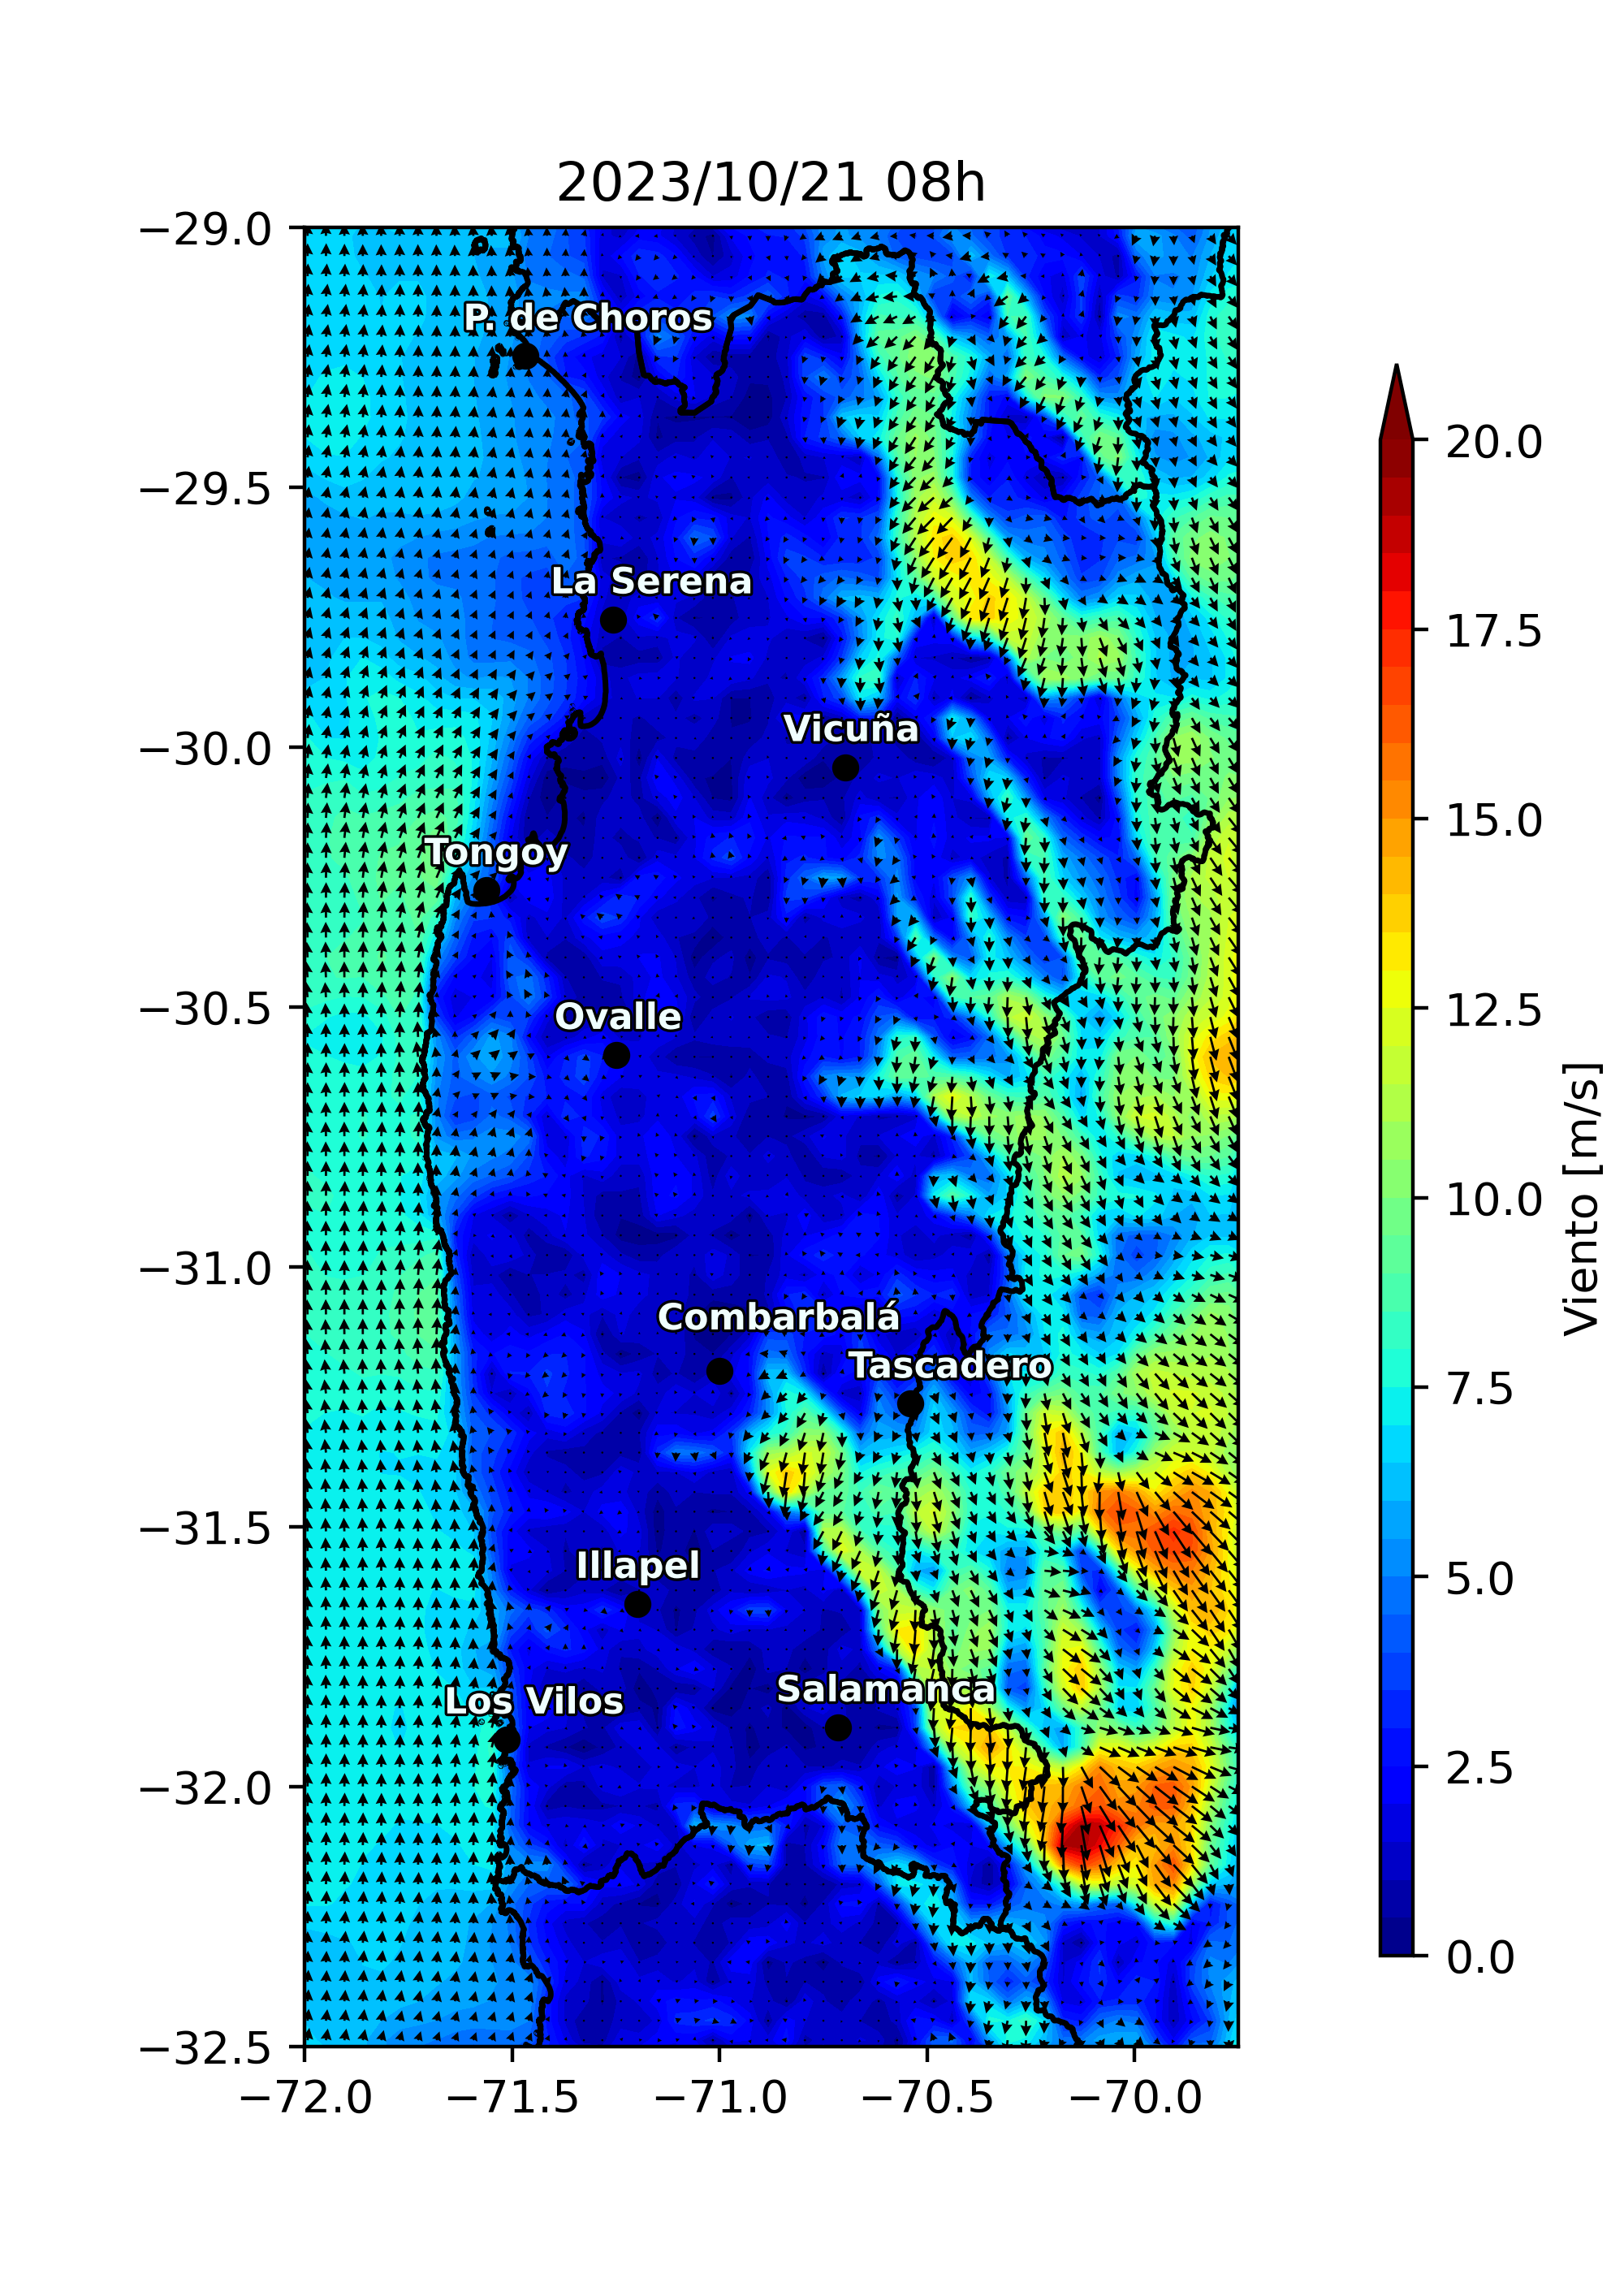 2023/10/21 08h
−29.0
P. de Choros
20.0
−29.5
La Serena
17.5
Vicuña
−30.0
15.0
Tongoy
Ovalle
−30.5
12.5
Viento [m/s]
10.0
−31.0
Combarbalá
Tascadero
7.5
−31.5
Illapel
5.0
Salamanca
Los Vilos
−32.0
2.5
0.0
−32.5
−72.0 −71.5 −71.0 −70.5 −70.0